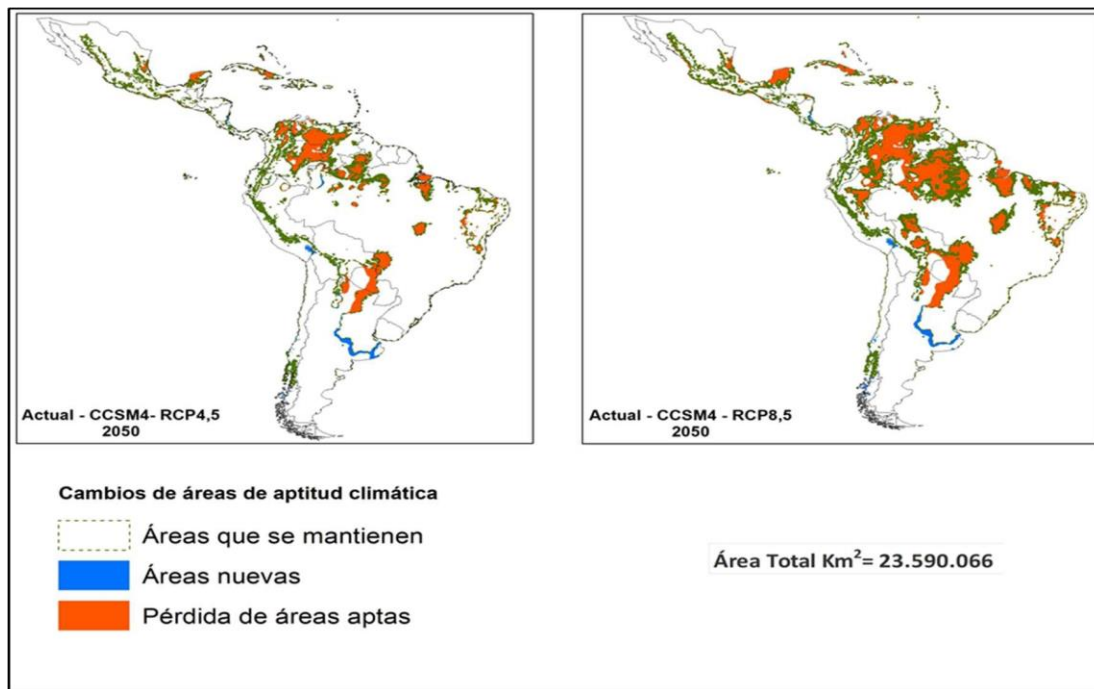 Actual - CCSM4- RCP4,5
2050
Actual - CCSM4 - RCP8,5
2050
Cambios de áreas de aptitud climática
Áreas que se mantienen
Áreas nuevas
Pérdida de áreas aptas
Área Total Km²= 23.590.066